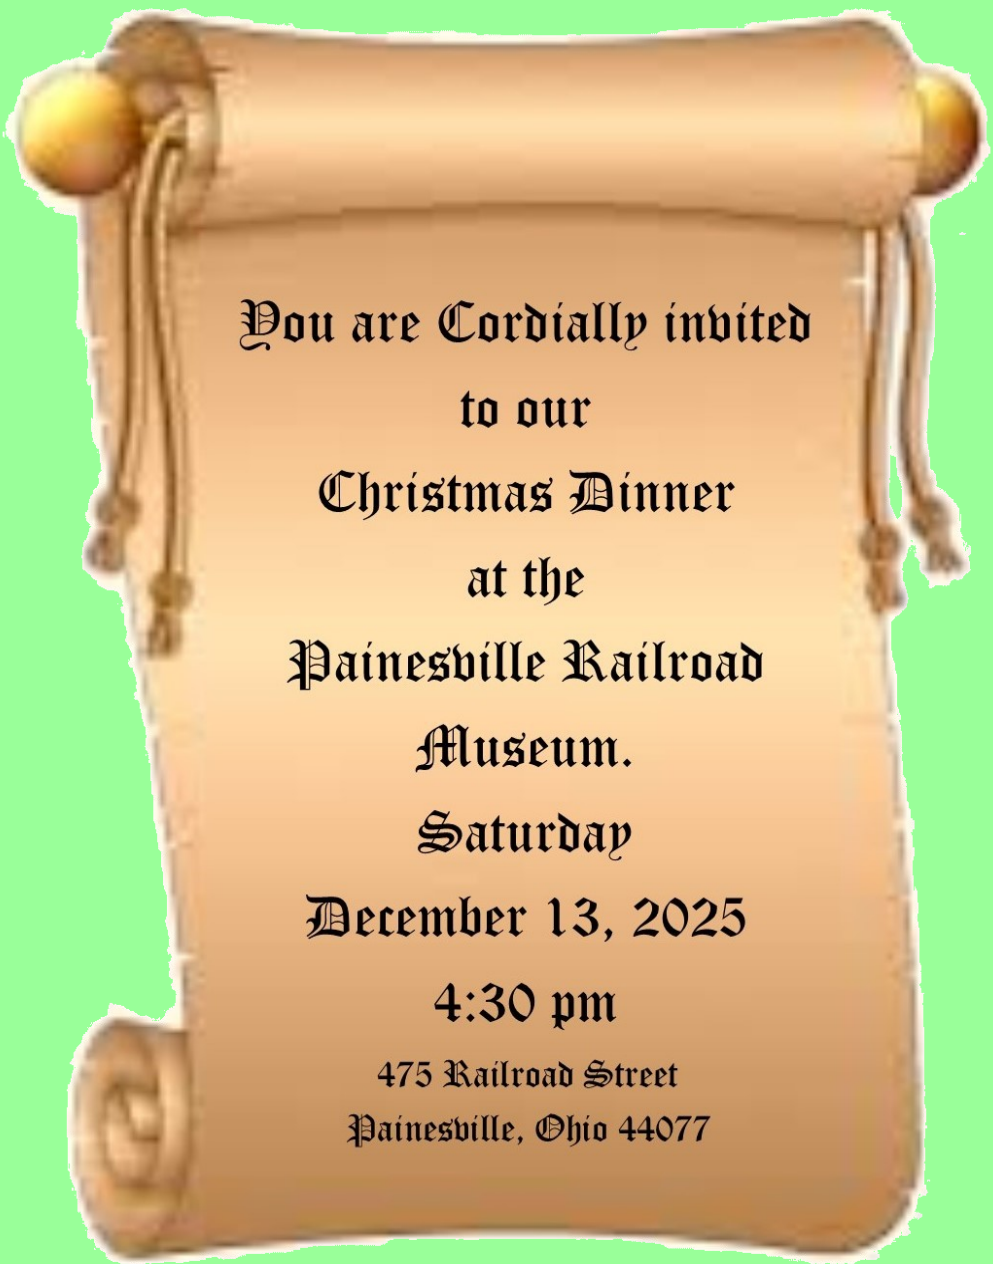 You are Cordially invited
to our
Christmas Dinner
at the
Painesville Railroad
Museum.
Saturday
December 13, 2025
4:30 pm
475 Railroad Street
Painesville, Ohio 44077